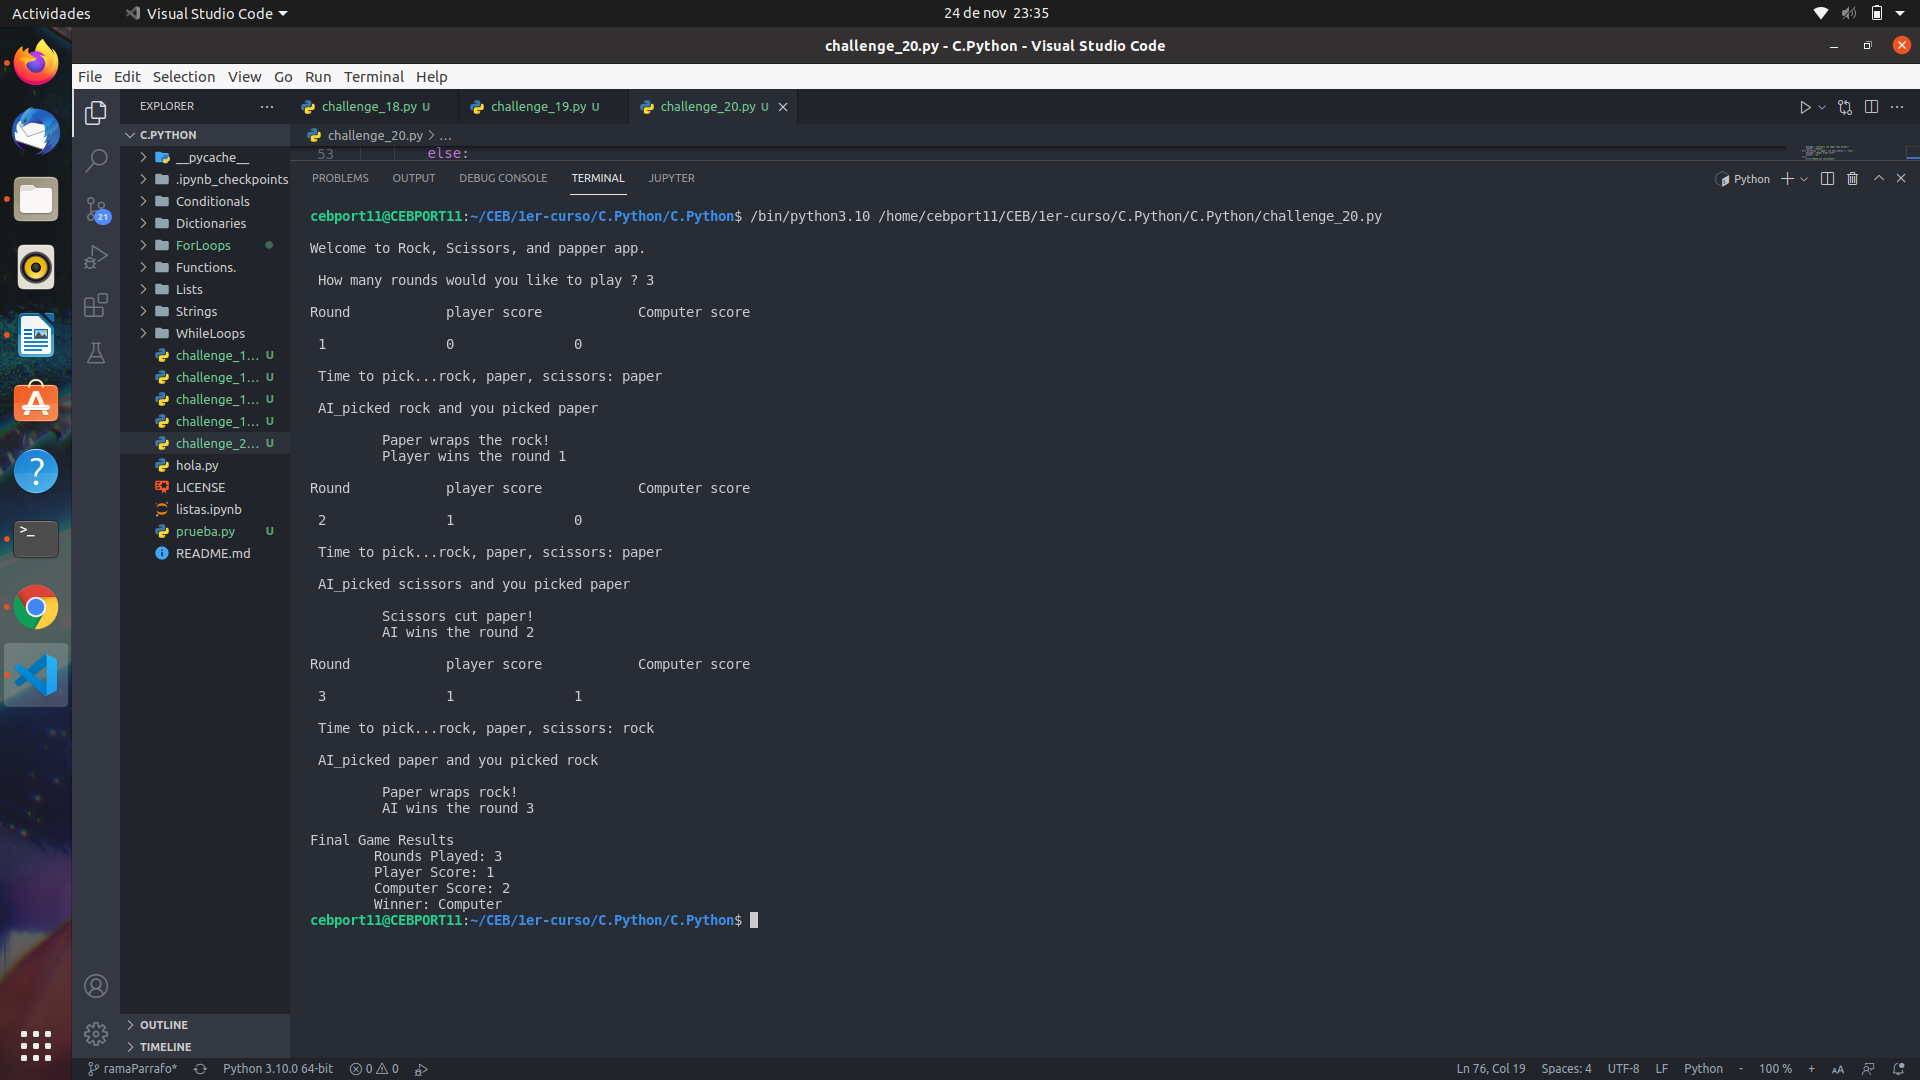 Actividades Visual Studio Code 24 de nov 23:35
challenge_20.py - C.Python - Visual Studio Code
File Edit Selection View Go Run Terminal Help
EXPLORER ... challenge_18.py U challenge_19.py U challenge_20.py U
C.PYTHON
challenge_20.py > ...
__pycache__
.ipynb_checkpoints
Conditionals
Dictionaries
ForLoops
Functions.
Lists
Strings
WhileLoops
challenge_1... U
challenge_1... U
challenge_1... U
challenge_1... U
challenge_2... U
hola.py
LICENSE
listas.ipynb
prueba.py U
README.md
OUTLINE
TIMELINE
21
53 else:
PROBLEMS OUTPUT DEBUG CONSOLE TERMINAL JUPYTER Python
cebport11@CEBPORT11:~/CEB/1er-curso/C.Python/C.Python$ /bin/python3.10 /home/cebport11/CEB/1er-curso/C.Python/C.Python/challenge_20.py
Welcome to Rock, Scissors, and papper app.
How many rounds would you like to play ? 3
Round player score Computer score
1 0 0
Time to pick...rock, paper, scissors: paper
AI_picked rock and you picked paper
Paper wraps the rock!
Player wins the round 1
Round player score Computer score
2 1 0
Time to pick...rock, paper, scissors: paper
AI_picked scissors and you picked paper
Scissors cut paper!
AI wins the round 2
Round player score Computer score
3 1 1
Time to pick...rock, paper, scissors: rock
AI_picked paper and you picked rock
Paper wraps rock!
AI wins the round 3
Final Game Results
Rounds Played: 3
Player Score: 1
Computer Score: 2
Winner: Computer
cebport11@CEBPORT11:~/CEB/1er-curso/C.Python/C.Python$
ramaParrafo* Python 3.10.0 64-bit 0 0 Ln 76, Col 19 Spaces: 4 UTF-8 LF Python - 100 % + AA